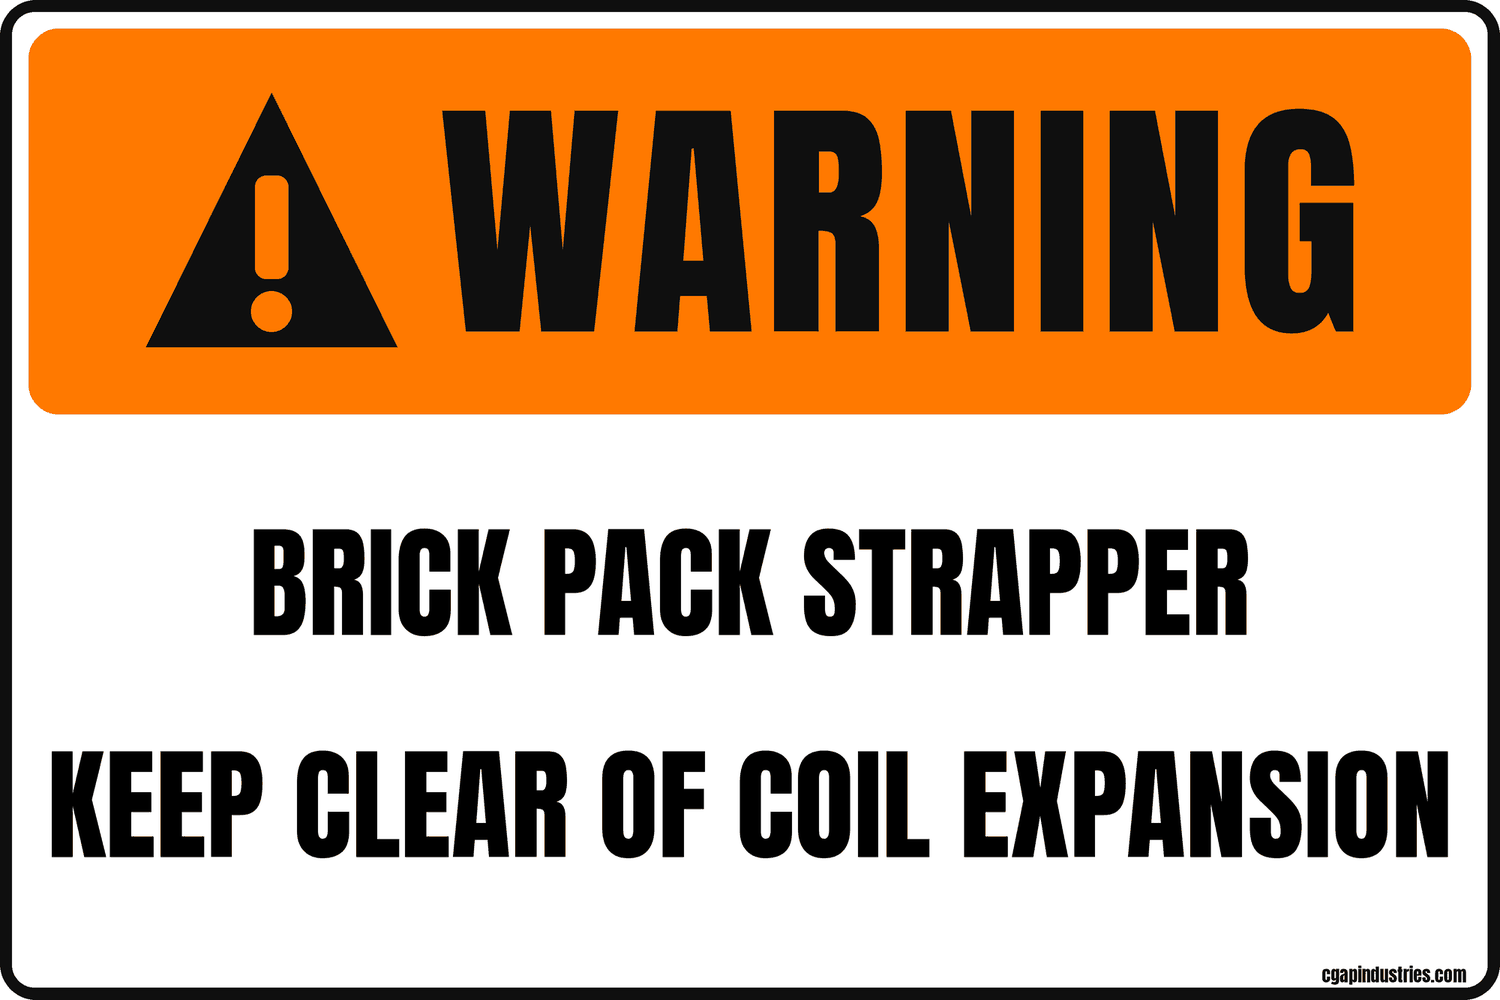 WARNING
BRICK PACK STRAPPER
KEEP CLEAR OF COIL EXPANSION
cgapindustries.com